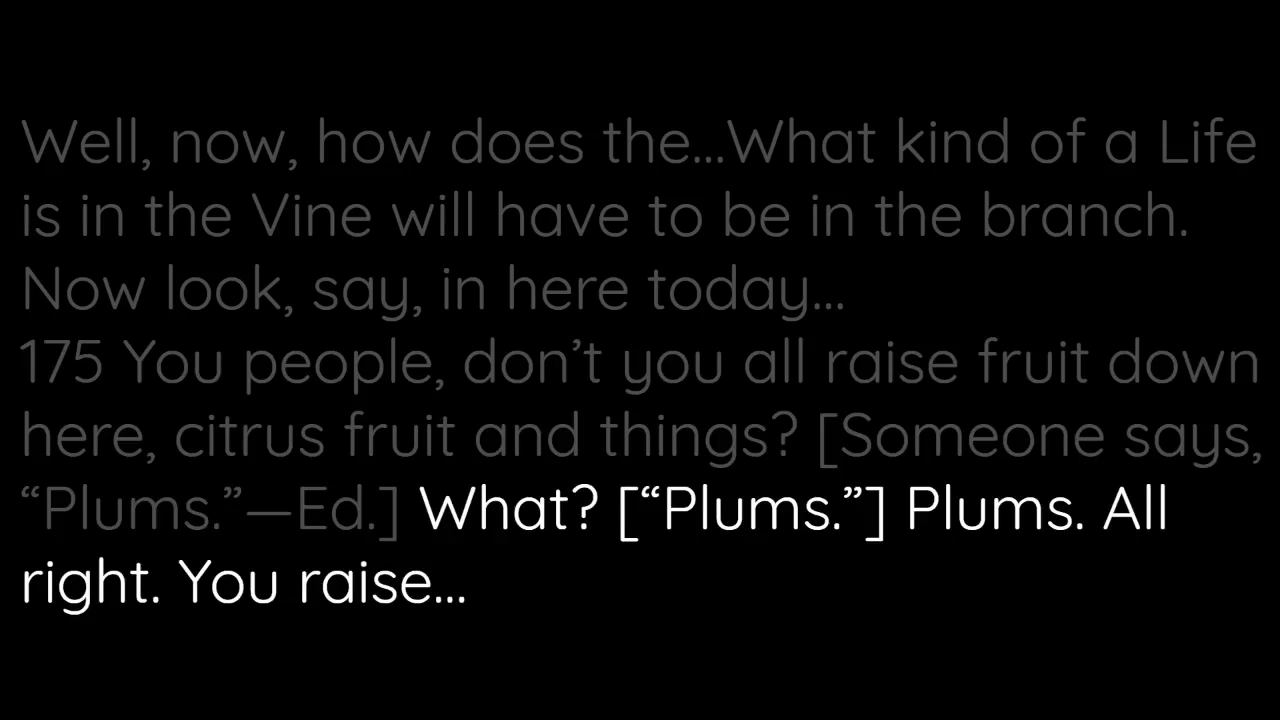 Well, now, how does the...What kind of a Life
is in the Vine will have to be in the branch.
Now look, say, in here today...
175 You people, don’t you all raise fruit down
here, citrus fruit and things? [Someone says,
“Plums.”—Ed.] What? [“Plums.”] Plums. All
right. You raise...